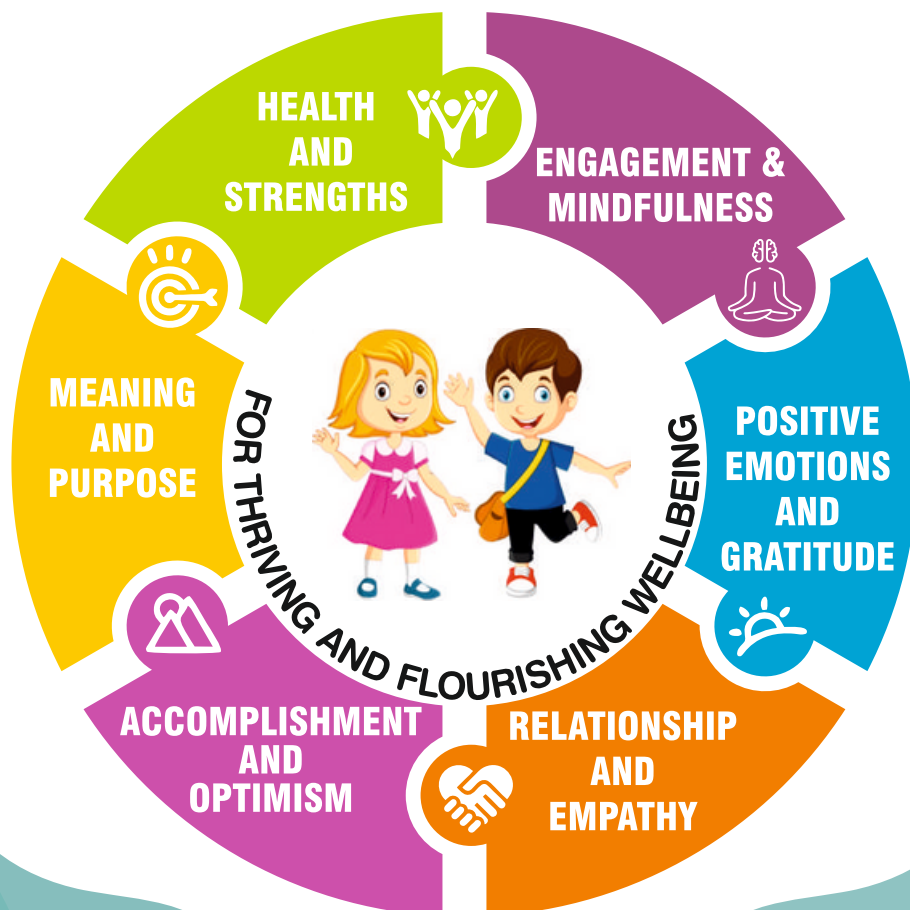 HEALTH
AND
STRENGTHS
ENGAGEMENT &
MINDFULNESS
POSITIVE
EMOTIONS
AND
GRATITUDE
RELATIONSHIP
AND
EMPATHY
ACCOMPLISHMENT
AND
OPTIMISM
MEANING
AND
PURPOSE
FOR THRIVING AND FLOURISHING WELLBEING